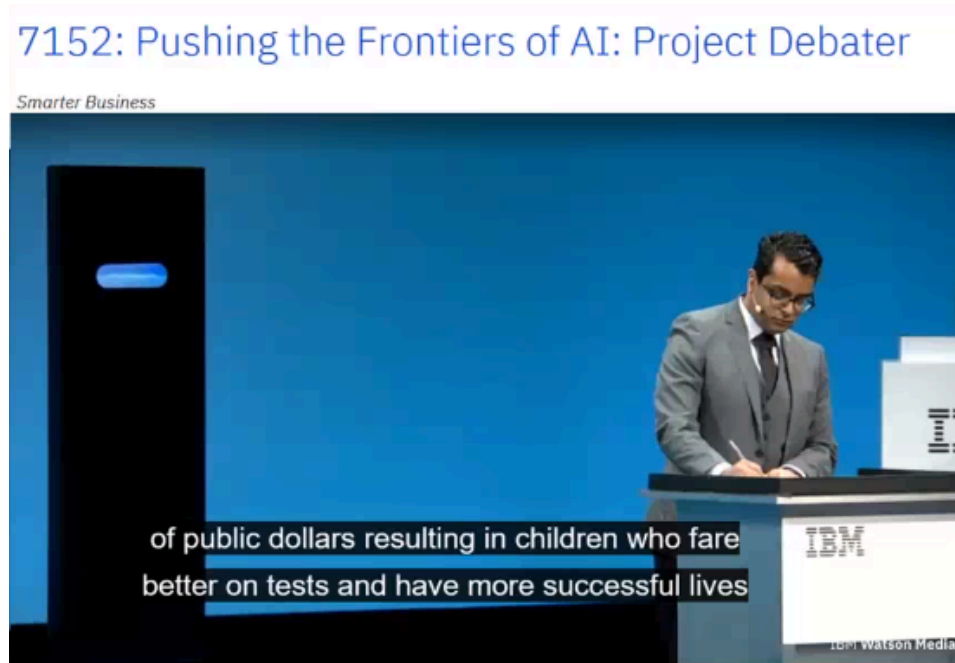 7152: Pushing the Frontiers of AI: Project Debater
Smarter Business
of public dollars resulting in children who fare
better on tests and have more successful lives
IBM
IBM Watson Media